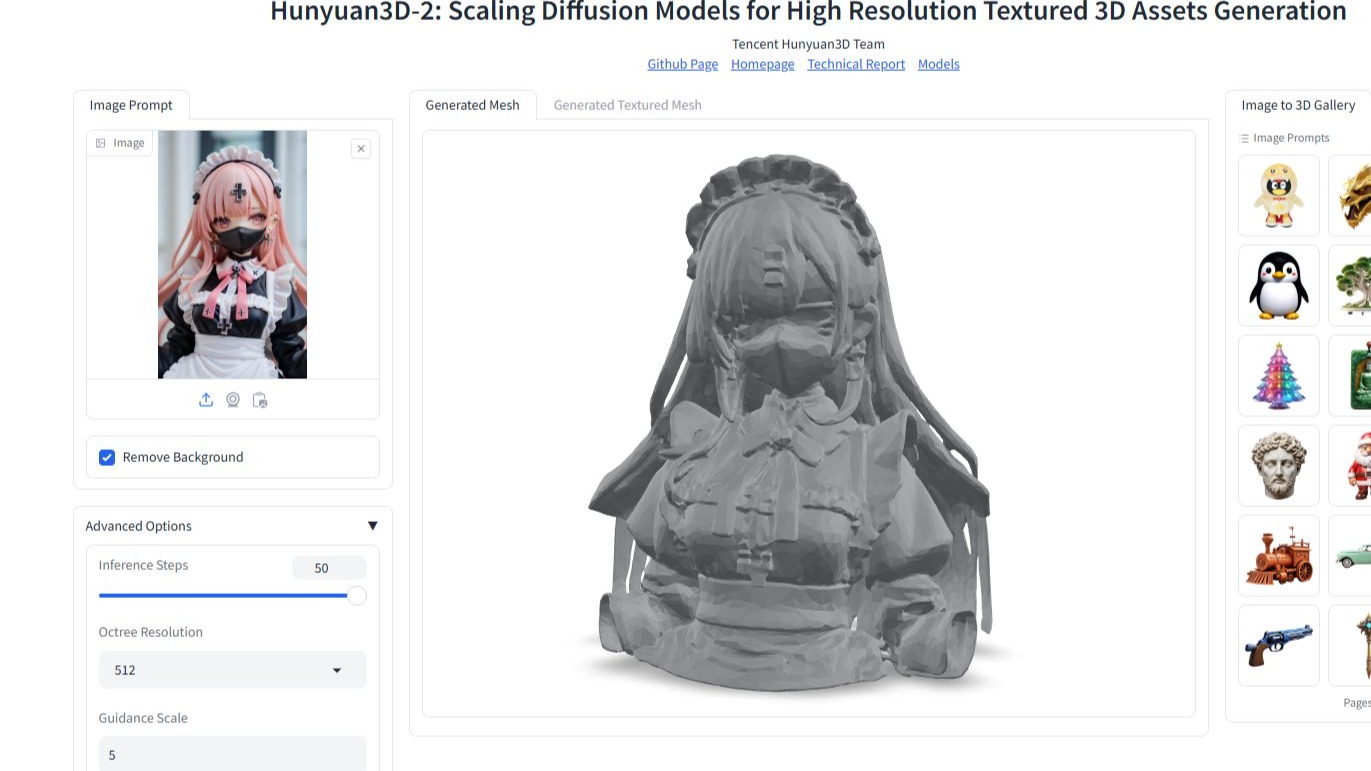 Hunyuan3D-2: Scaling Diffusion Models for High Resolution Textured 3D Assets Generation
Tencent Hunyuan3D Team
Github Page Homepage Technical Report Models
Image Prompt
Image
Remove Background
Advanced Options
Inference Steps
50
Octree Resolution
512
Guidance Scale
5
Generated Mesh Generated Textured Mesh
Image to 3D Gallery
Image Prompts
Pages